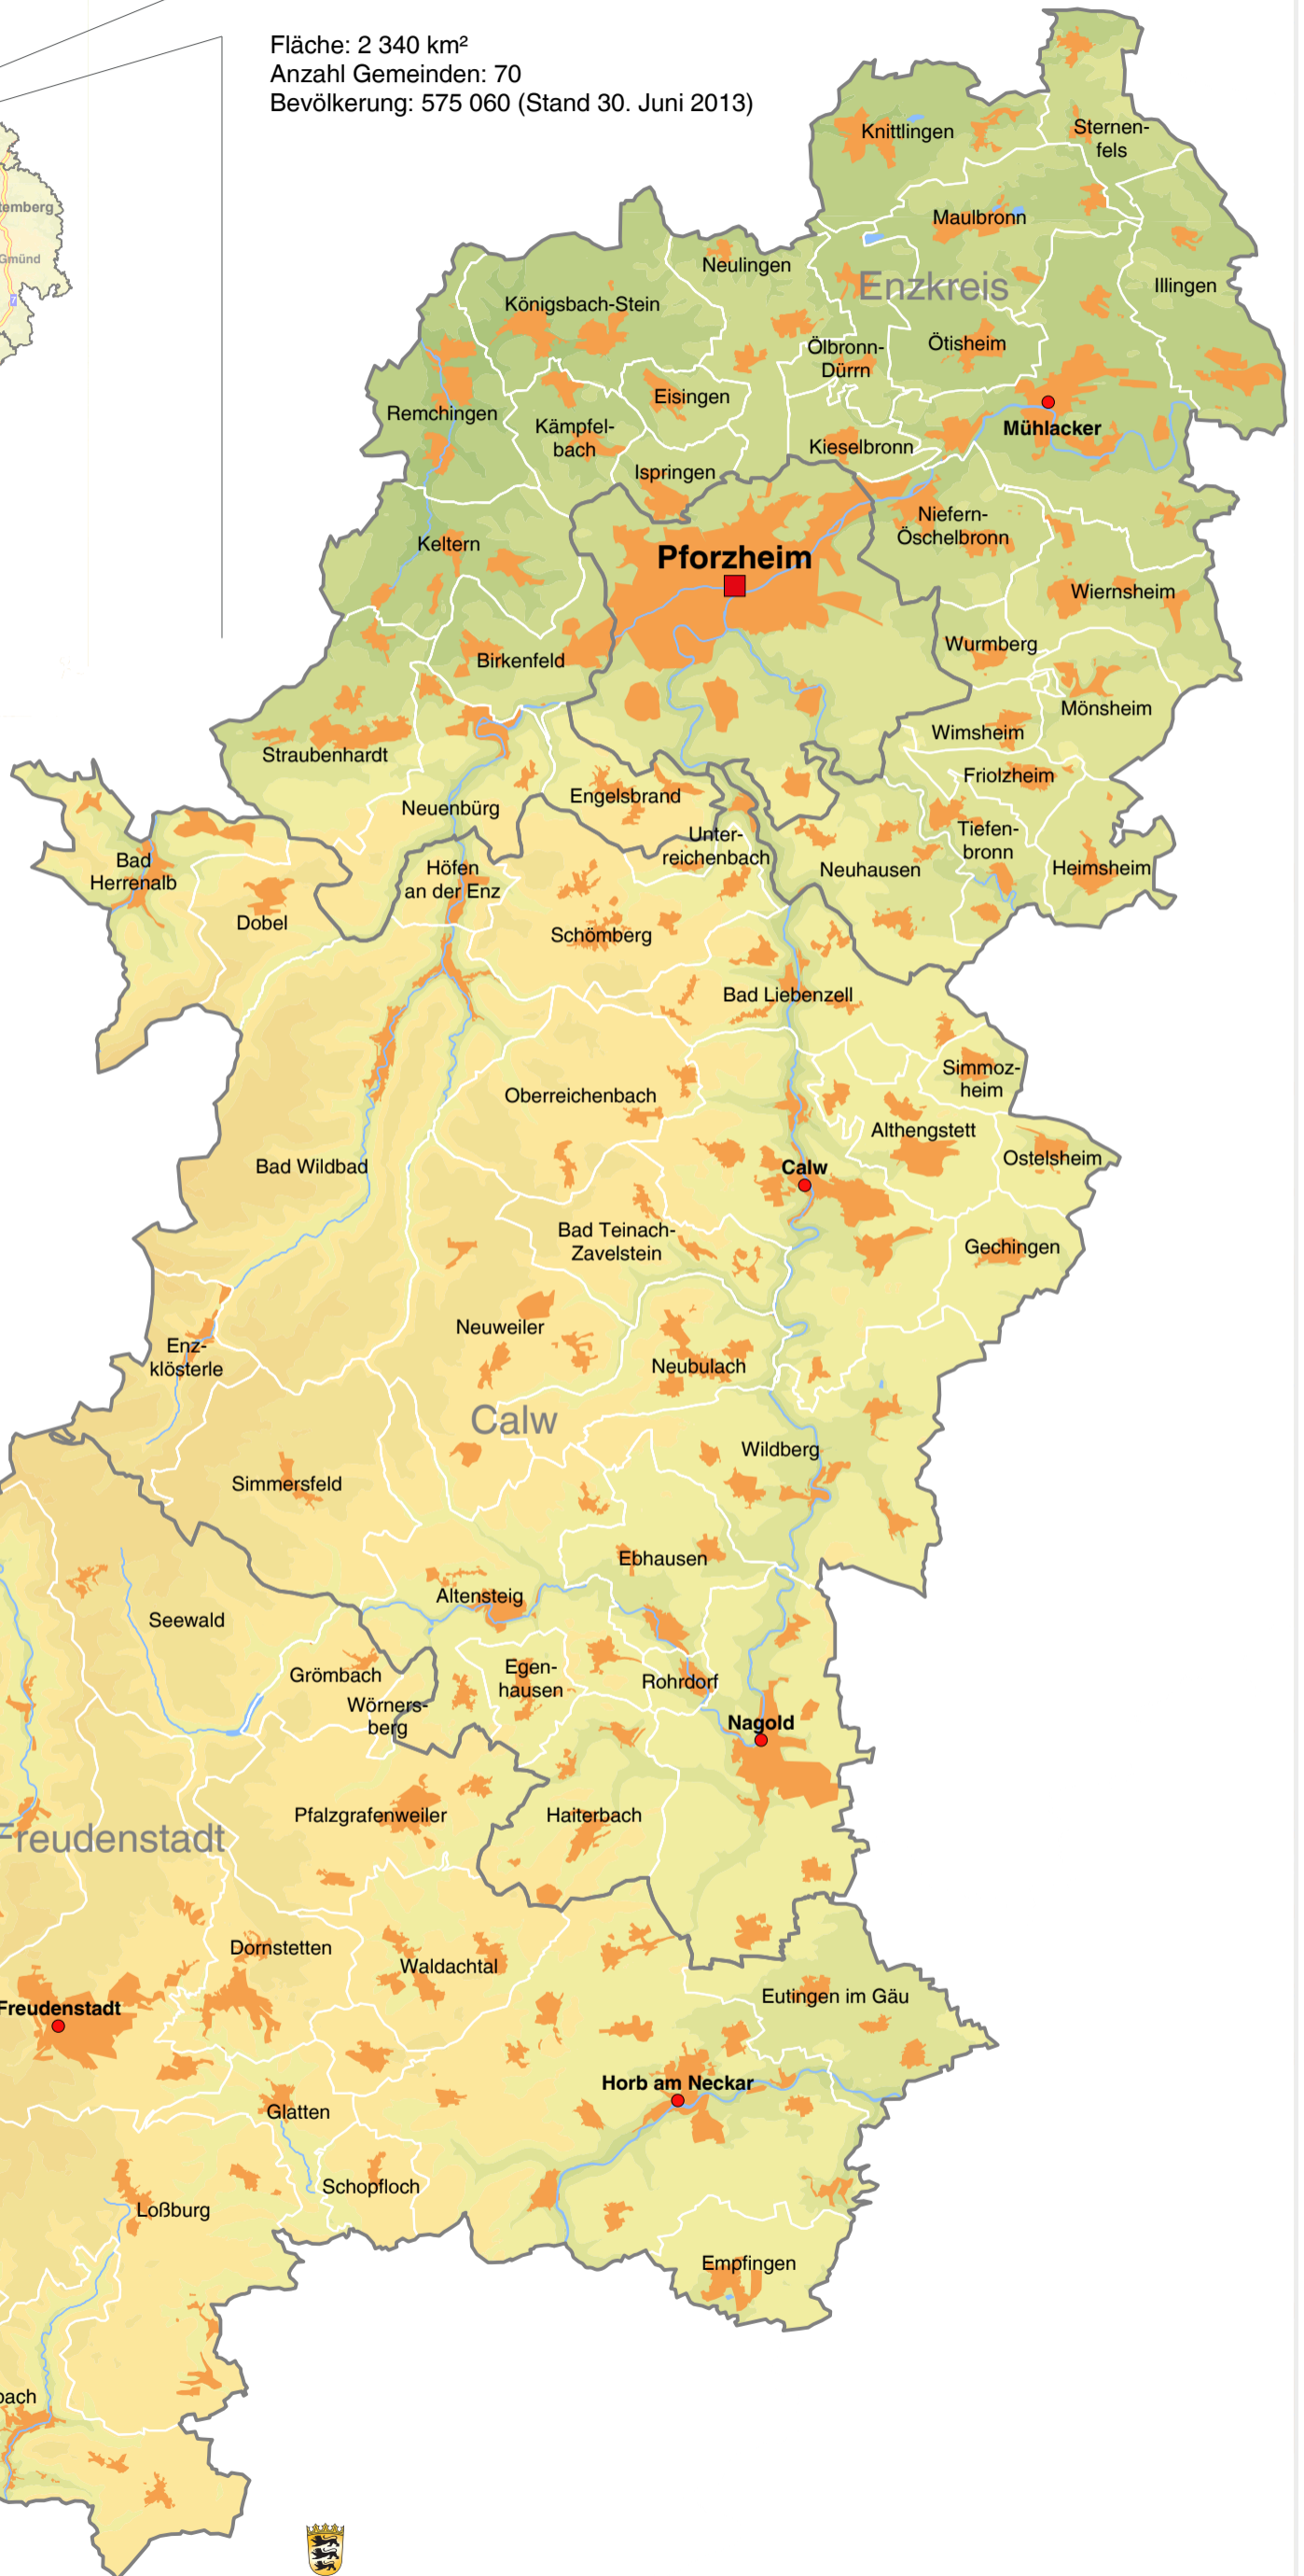 Fläche: 2 340 km²
Anzahl Gemeinden: 70
Bevölkerung: 575 060 (Stand 30. Juni 2013)
temberg
Gmünd
7
Knittlingen
Sternen-
fels
Maulbronn
Neulingen
Enzkreis
Illingen
Königsbach-Stein
Ölbronn-
Dürrn
Ötisheim
Eisingen
Remchingen
Kämpfel-
bach
Mühlacker
Kieselbronn
Ispringen
Niefern-
Öschelbronn
Keltern
Pforzheim
Wiernsheim
Wurmberg
Birkenfeld
Mönsheim
Wimsheim
Straubenhardt
Friolzheim
Engelsbrand
Neuenbürg
Unter-
reichenbach
Tiefen-
bronn
Bad
Herrenalb
Höfen
an der Enz
Neuhausen
Heimsheim
Dobel
Schömberg
Bad Liebenzell
Simmoz-
heim
Oberreichenbach
Althengstett
Ostelsheim
Bad Wildbad
Calw
Bad Teinach-
Zavelstein
Gechingen
Neuweiler
Enz-
klösterle
Neubulach
Calw
Wildberg
Simmersfeld
Ebhausen
Altensteig
Seewald
Grömbach
Egen-
hausen
Rohrdorf
Wörners-
berg
Nagold
Pfalzgrafenweiler
Haiterbach
Freudenstadt
Dornstetten
Waldachtal
Eutingen im Gäu
Freudenstadt
Horb am Neckar
Glatten
Schopfloch
Loßburg
Empfingen
bach